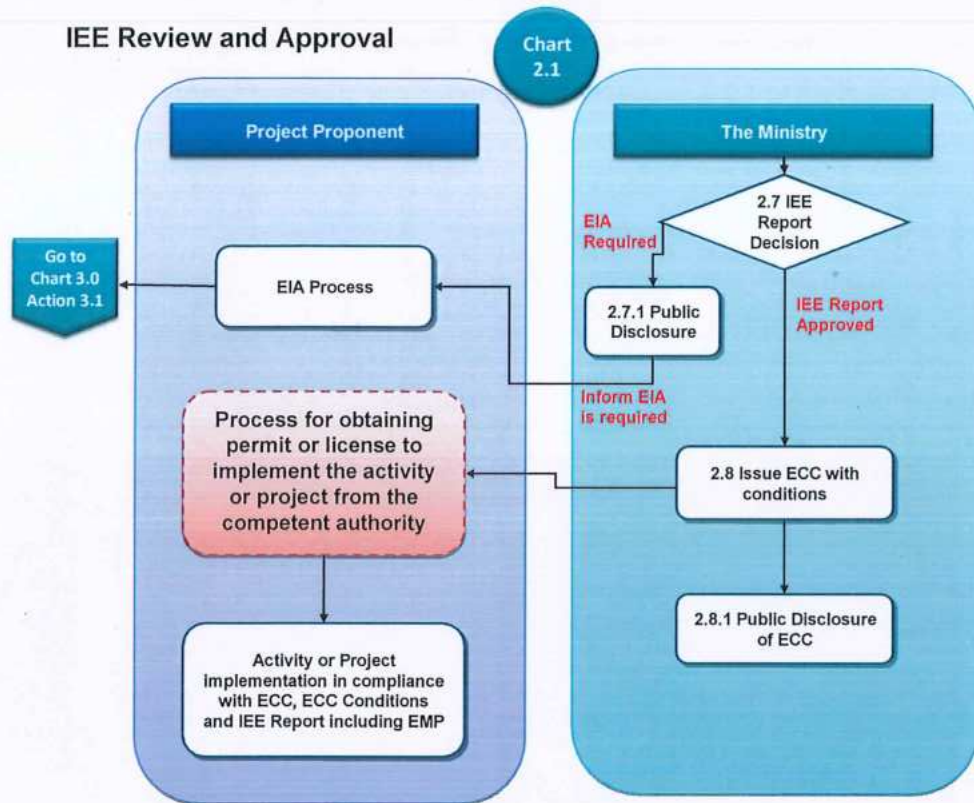 IEE Review and Approval
Chart
2.1
Project Proponent
The Ministry
2.7 IEE
Report
Decision
EIA
Required
Go to
Chart 3.0
Action 3.1
EIA Process
2.7.1 Public
Disclosure
IEE Report
Approved
Inform EIA
is required
Process for obtaining
permit or license to
implement the activity
or project from the
competent authority
2.8 Issue ECC with
conditions
2.8.1 Public Disclosure
of ECC
Activity or Project
implementation in compliance
with ECC, ECC Conditions
and IEE Report including EMP